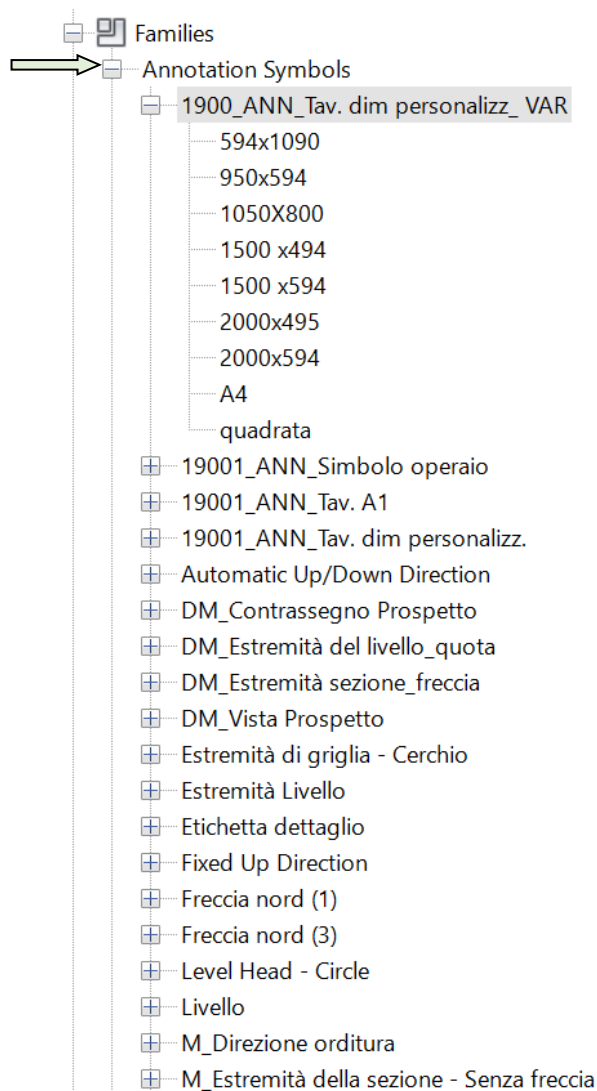 Families
Annotation Symbols
1900_ANN_Tav. dim personalizz_ VAR
594x1090
950x594
1050X800
1500 x494
1500 x594
2000x495
2000x594
A4
quadrata
19001_ANN_Simbolo operaio
19001_ANN_Tav. A1
19001_ANN_Tav. dim personalizz.
Automatic Up/Down Direction
DM_Contrassegno Prospetto
DM_Estremità del livello_quota
DM_Estremità sezione_freccia
DM_Vista Prospetto
Estremità di griglia - Cerchio
Estremità Livello
Etichetta dettaglio
Fixed Up Direction
Freccia nord (1)
Freccia nord (3)
Level Head - Circle
Livello
M_Direzione orditura
M_Estremità della sezione - Senza freccia